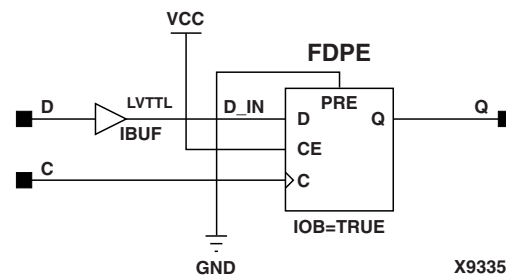 VCC
FDPE
D
LVTTL
IBUF
D_IN
PRE
D
Q
Q
CE
C
C
IOB=TRUE
GND
X9335